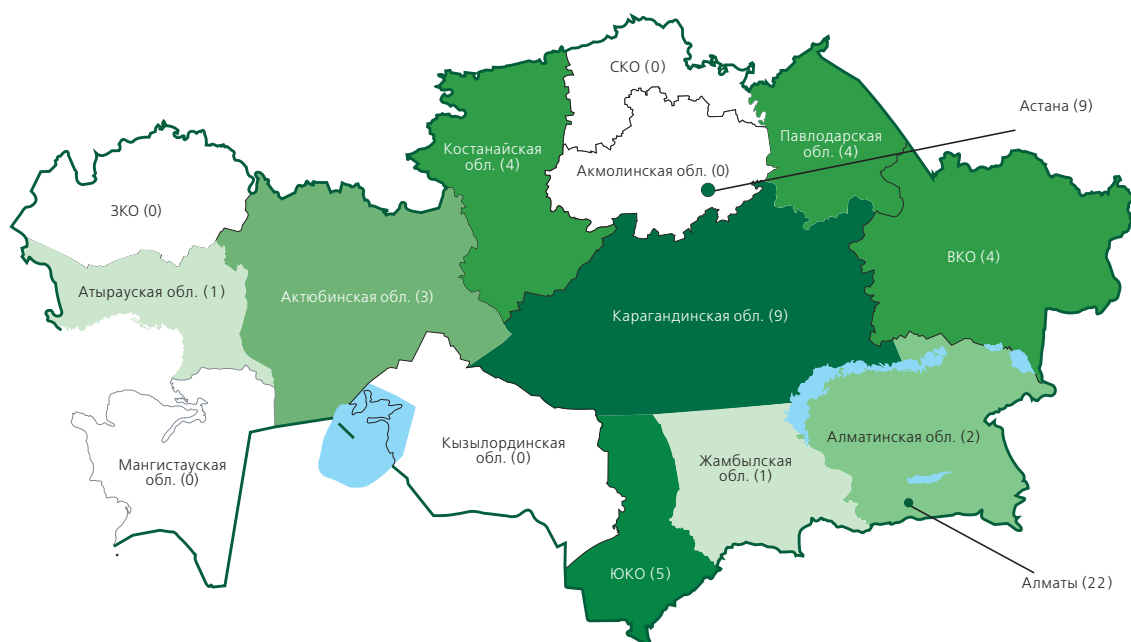 СКО (0)
Астана (9)
Павлодарская
обл. (4)
Костанайская
обл. (4)
Акмолинская обл. (0)
ЗКО (0)
ВКО (4)
Атырауская обл. (1)
Актюбинская обл. (3)
Карагандинская обл. (9)
Алматинская обл. (2)
Кызылординская
обл. (0)
Жамбылская
обл. (1)
Мангистауская
обл. (0)
ЮКО (5)
Алматы (22)